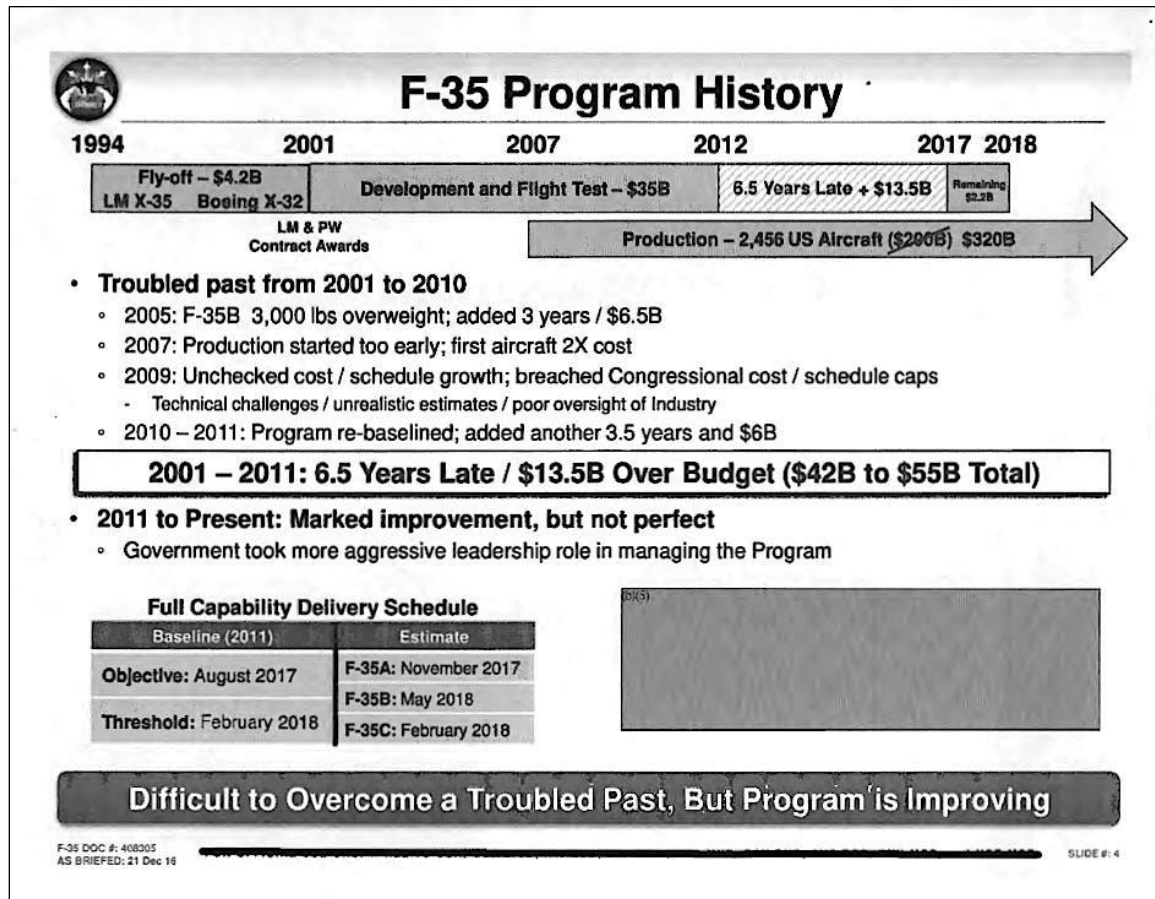 F-35 Program History
1994 2001 2007 2012 2017 2018
Fly-off – $4.2B
LM X-35 Boeing X-32
Development and Flight Test – $35B
6.5 Years Late + $13.5B
Remaining
$2.2B
LM & PW
Contract Awards
Production – 2,456 US Aircraft ($200B) $320B
• Troubled past from 2001 to 2010
◦ 2005: F-35B 3,000 lbs overweight; added 3 years / $6.5B
◦ 2007: Production started too early; first aircraft 2X cost
◦ 2009: Unchecked cost / schedule growth; breached Congressional cost / schedule caps
- Technical challenges / unrealistic estimates / poor oversight of Industry
◦ 2010 – 2011: Program re-baselined; added another 3.5 years and $6B
2001 – 2011: 6.5 Years Late / $13.5B Over Budget ($42B to $55B Total)
• 2011 to Present: Marked improvement, but not perfect
◦ Government took more aggressive leadership role in managing the Program
Full Capability Delivery Schedule
Baseline (2011) Estimate
Objective: August 2017
Threshold: February 2018
F-35A: November 2017
F-35B: May 2018
F-35C: February 2018
(b)(5)
Difficult to Overcome a Troubled Past, But Program is Improving
F-35 DOC #: 408305
AS BRIEFED: 21 Dec 16
SLIDE #: 4